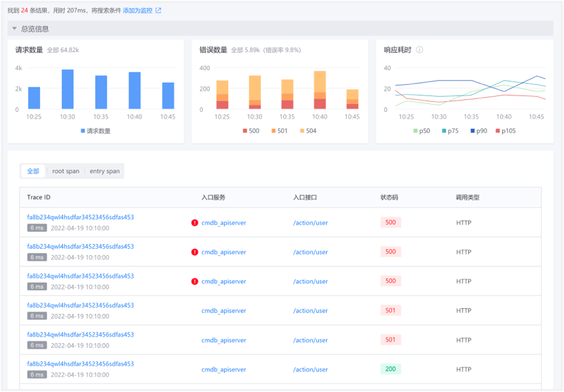 找到 24 条结果，用时 207ms，将搜索条件 添加为监控
总览信息
请求数量 全部 64.82k
4k
2k
0
10:25 10:30 10:35 10:40 10:45
请求数量
错误数量 全部 5.89k (错误率 9.8%)
400
200
0
10:25 10:30 10:35 10:40 10:45
500 501 504
响应耗时
40
20
0
10:25 10:30 10:35 10:40 10:45
p50 p75 p90 p105
全部 root span entry span
Trace ID 入口服务 入口接口 状态码 调用类型
fa8b234qwl4hsdfar34523456sdfas453
cmdb_apiserver /action/user 500 HTTP
6 ms 2022-04-19 10:10:00
fa8b234qwl4hsdfar34523456sdfas453
cmdb_apiserver /action/user 500 HTTP
6 ms 2022-04-19 10:10:00
fa8b234qwl4hsdfar34523456sdfas453
cmdb_apiserver /action/user 500 HTTP
6 ms 2022-04-19 10:10:00
fa8b234qwl4hsdfar34523456sdfas453
cmdb_apiserver /action/user 501 HTTP
6 ms 2022-04-19 10:10:00
fa8b234qwl4hsdfar34523456sdfas453
cmdb_apiserver /action/user 501 HTTP
6 ms 2022-04-19 10:10:00
fa8b234qwl4hsdfar34523456sdfas453
cmdb_apiserver /action/user 200 HTTP
6 ms 2022-04-19 10:10:00